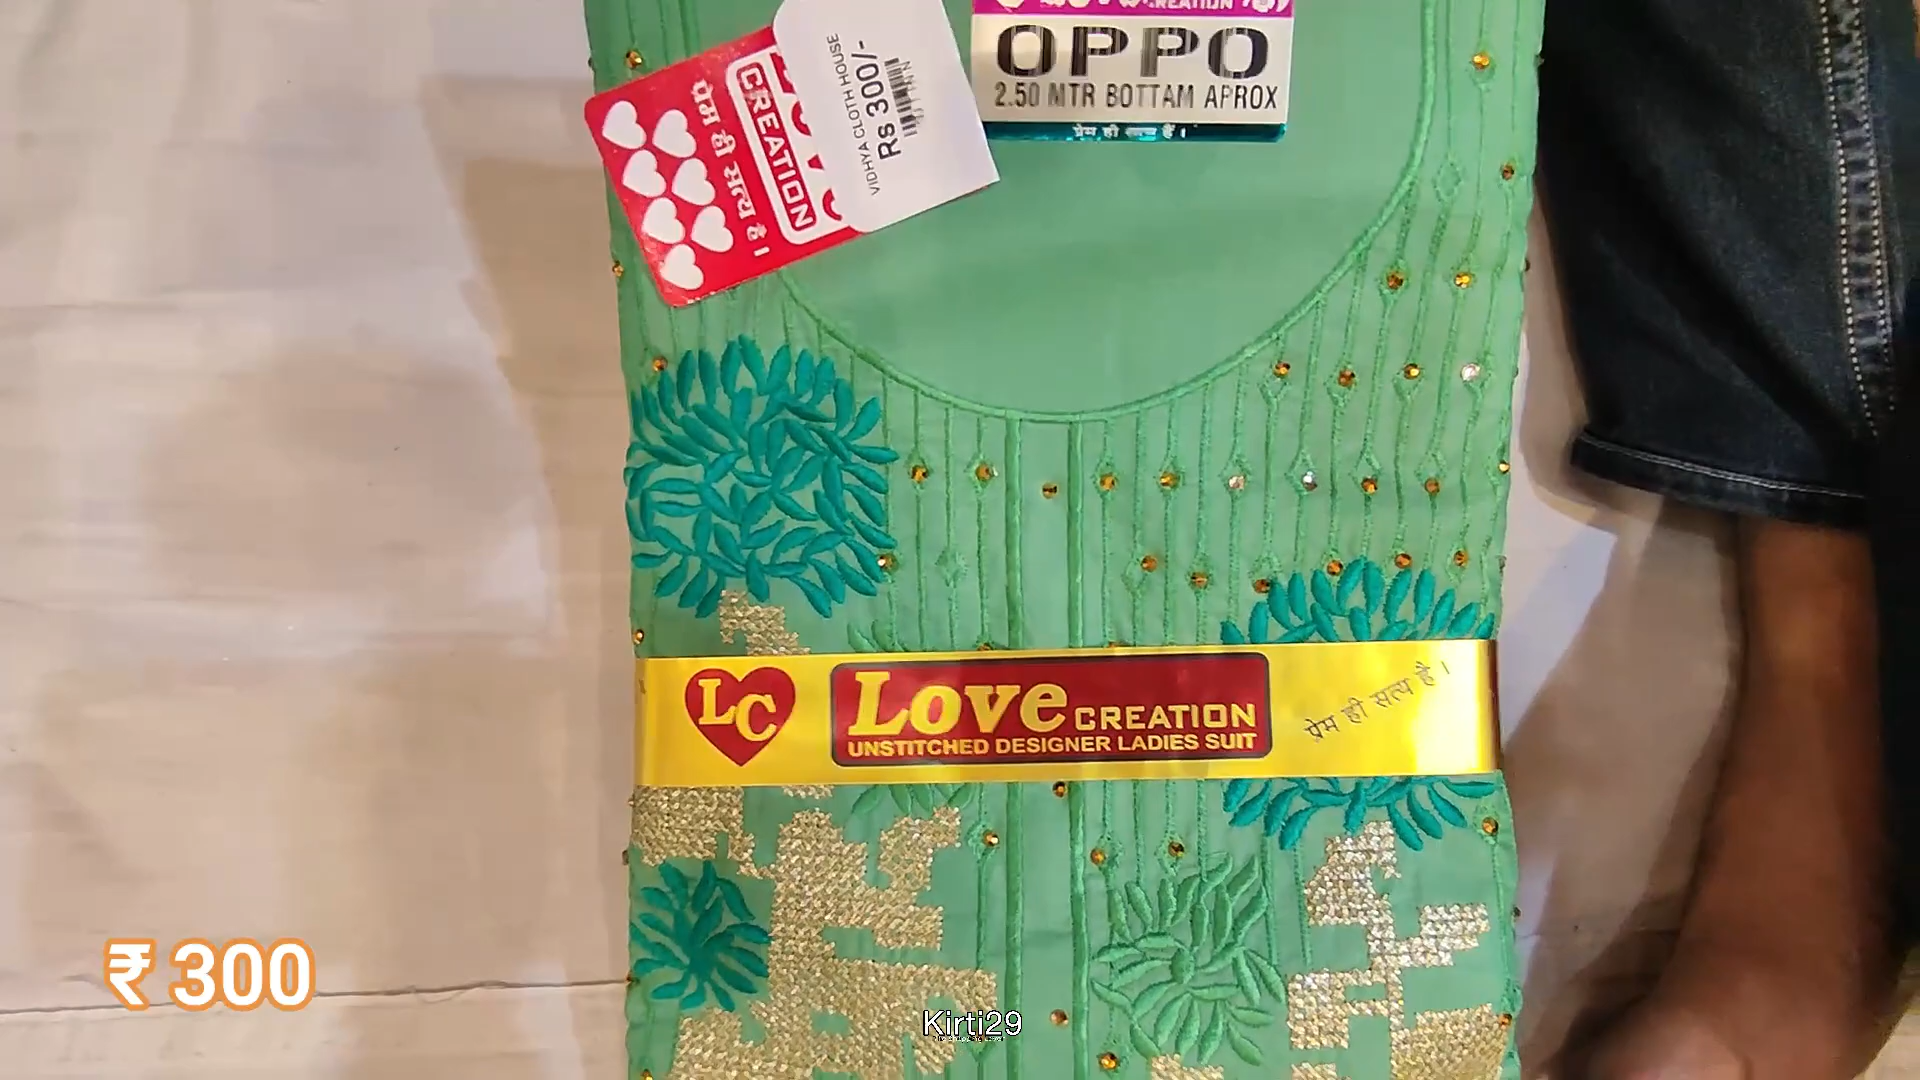 CREATION
OPPO
2.50 MTR BOTTAM APROX
प्रेम ही सत्य हैं।
प्रेम ही सत्य है।
CREATION
VIDHYA CLOTH HOUSE
Rs 300/-
LC
Love CREATION
UNSTITCHED DESIGNER LADIES SUIT
प्रेम ही सत्य है।
₹ 300
Kirti29